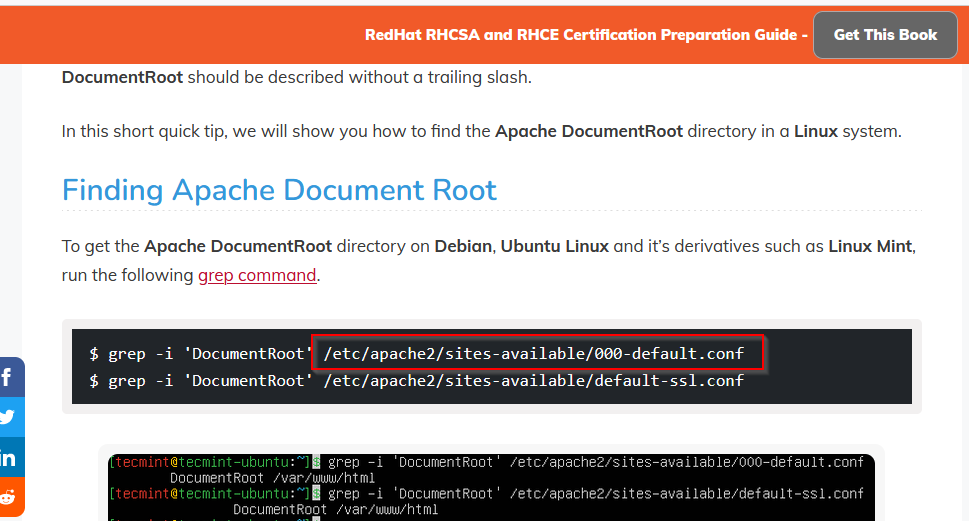 RedHat RHCSA and RHCE Certification Preparation Guide - Get This Book
DocumentRoot should be described without a trailing slash.
In this short quick tip, we will show you how to find the Apache DocumentRoot directory in a Linux system.
Finding Apache Document Root
To get the Apache DocumentRoot directory on Debian, Ubuntu Linux and it’s derivatives such as Linux Mint,
run the following grep command.
$ grep -i 'DocumentRoot' /etc/apache2/sites-available/000-default.conf
$ grep -i 'DocumentRoot' /etc/apache2/sites-available/default-ssl.conf
f
in
[tecmint@tecmint-ubuntu:~]$ grep -i 'DocumentRoot' /etc/apache2/sites-available/000-default.conf
DocumentRoot /var/www/html
[tecmint@tecmint-ubuntu:~]$ grep -i 'DocumentRoot' /etc/apache2/sites-available/default-ssl.conf
DocumentRoot /var/www/html